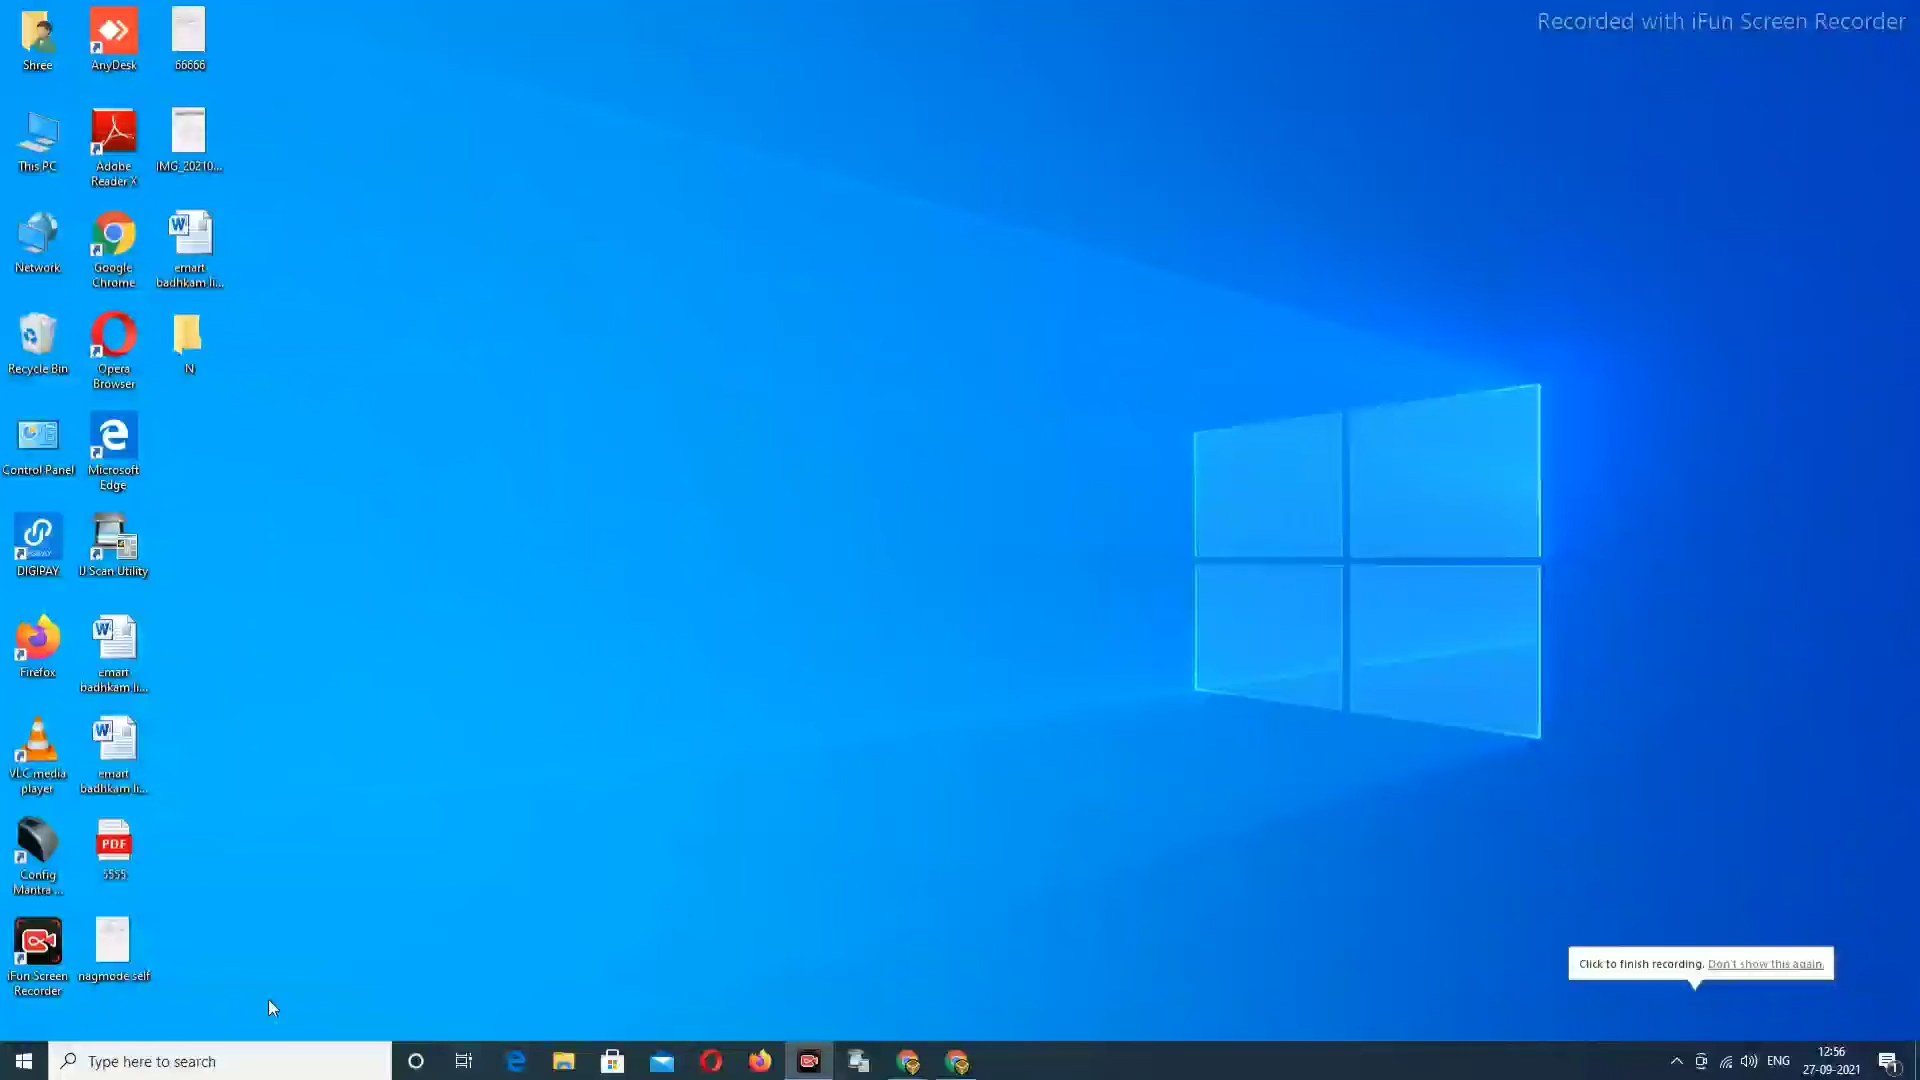 Recorded with iFun Screen Recorder
Shree
AnyDesk
66666
This PC
Adobe
Reader X
IMG_20210...
Network
Google
Chrome
emart
badhkam li...
Recycle Bin
Opera
Browser
N
Control Panel
Microsoft
Edge
DIGIPAY
IJ Scan Utility
Firefox
emart
badhkam li...
VLC media
player
emart
badhkam li...
Config
Mantra ...
PDF
5555
iFun Screen
Recorder
nagmode self
Click to finish recording. Don't show this again.
Type here to search
ENG
12:56
27-09-2021
1